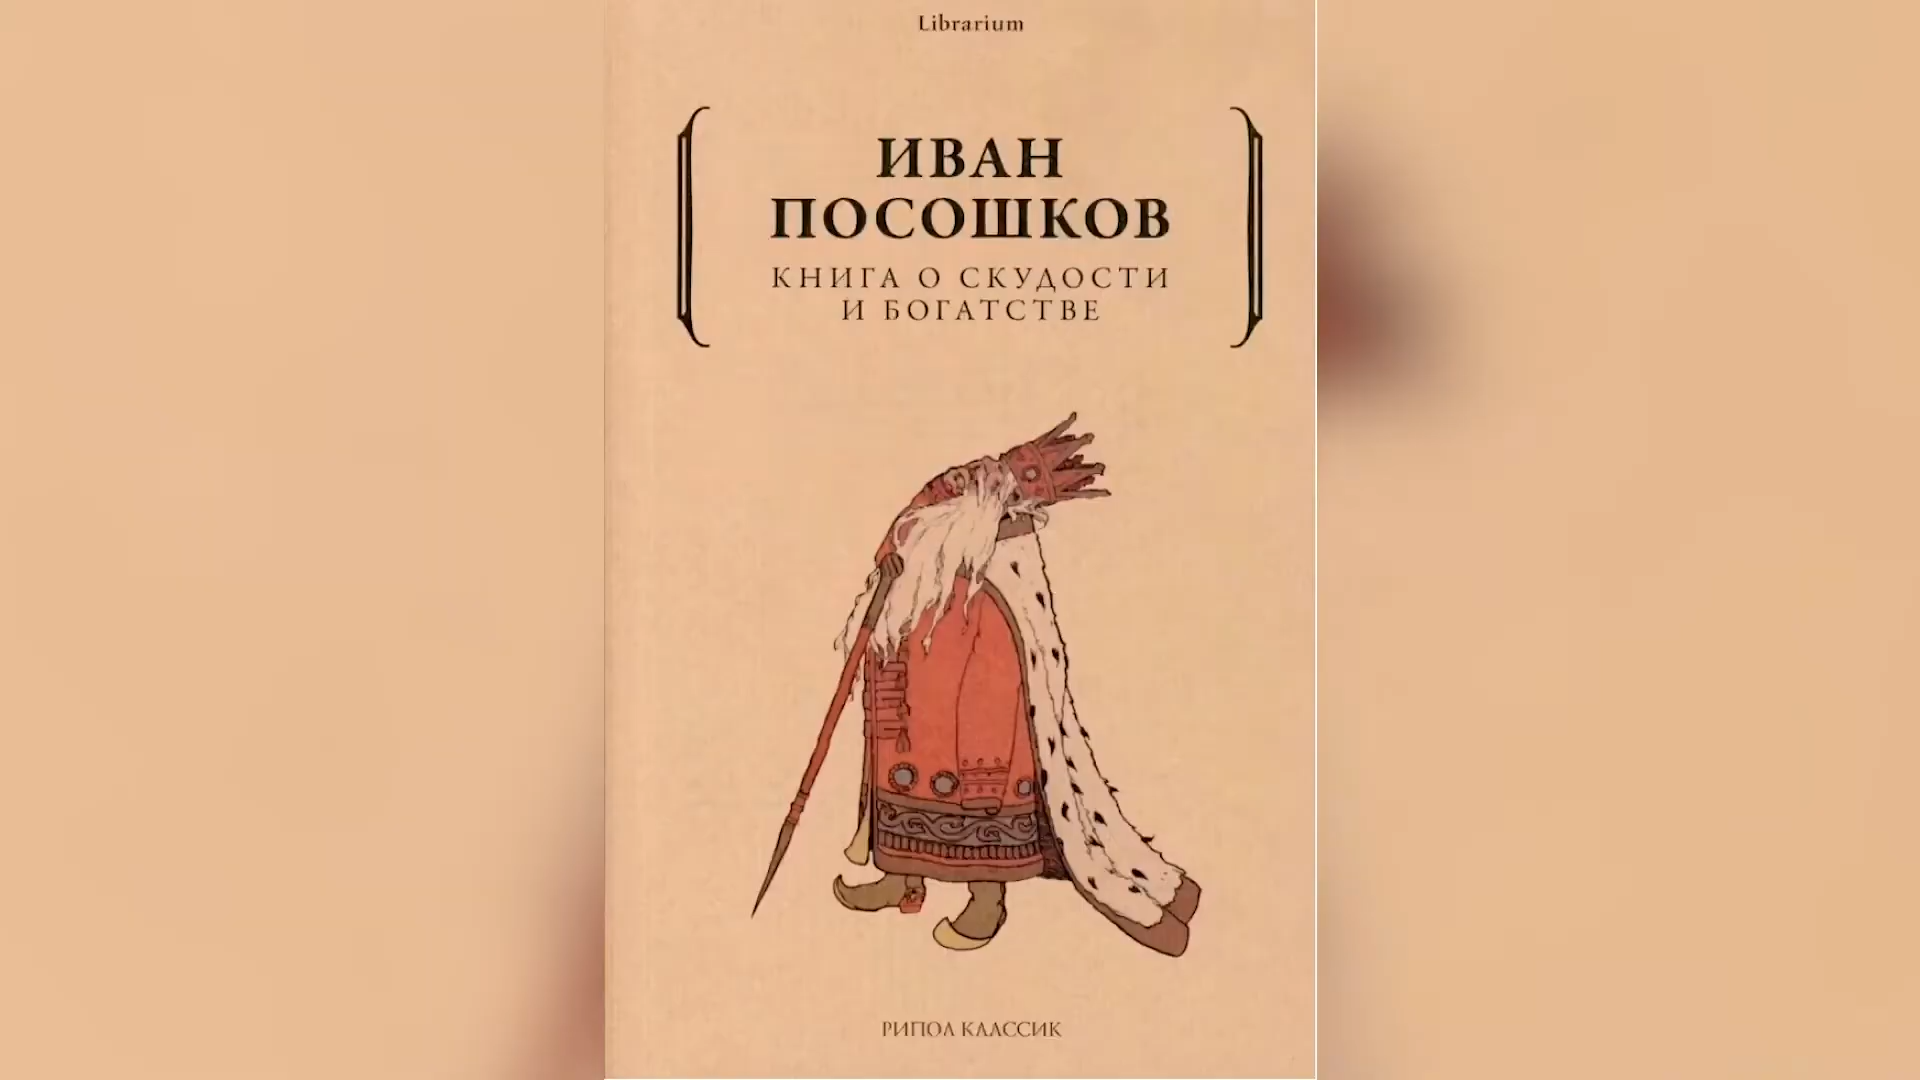 Librarium
ИВАН
ПОСОШКОВ
КНИГА О СКУДОСТИ
И БОГАТСТВЕ
РИПОЛ КЛАССИК